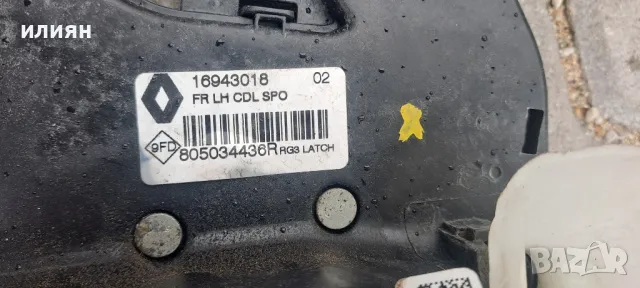 илиян
16943018 02
FR LH CDL SPO
9FD
805034436R RG3 LATCH
BAZAR